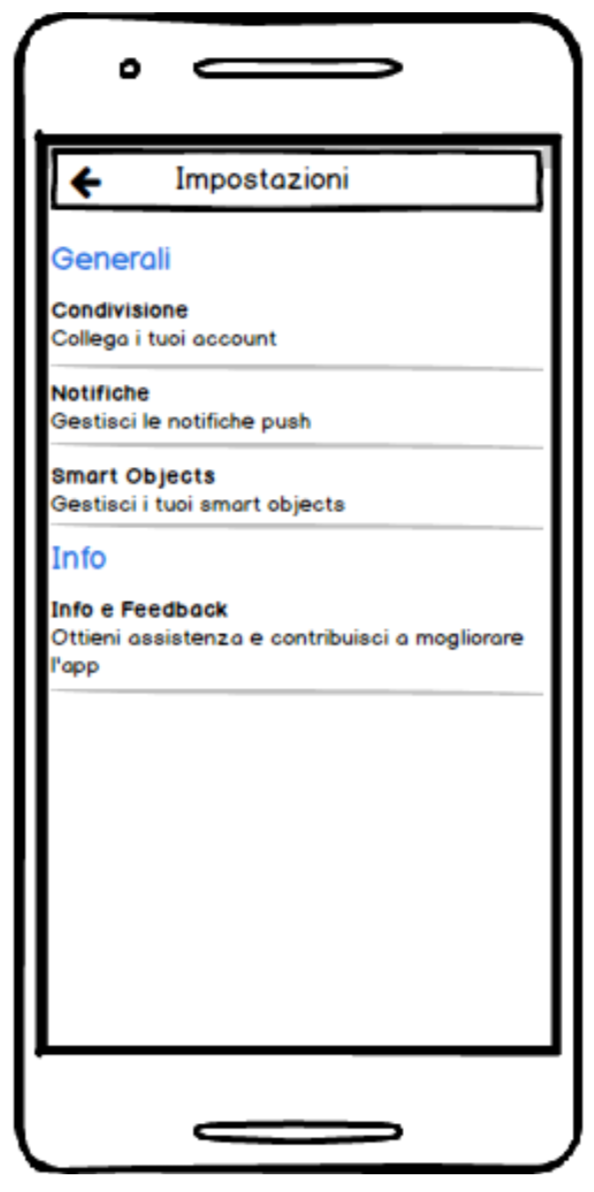 Impostazioni
Generali
Condivisione
Collega i tuoi account
Notifiche
Gestisci le notifiche push
Smart Objects
Gestisci i tuoi smart objects
Info
Info e Feedback
Ottieni assistenza e contribuisci a mogliorare
l'app